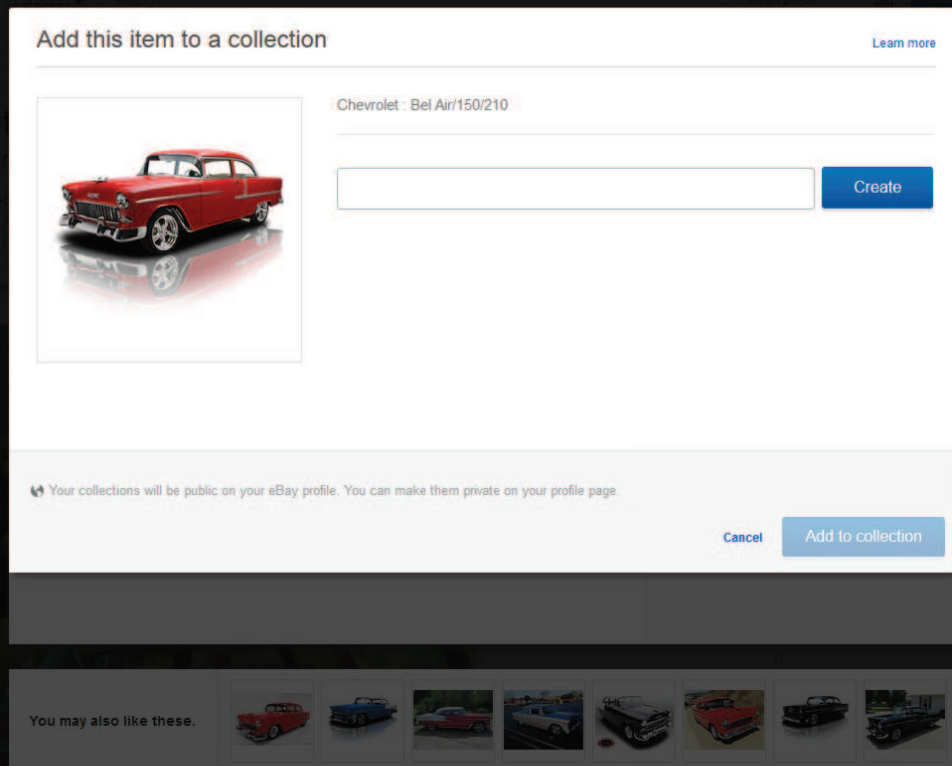 Add this item to a collection
Learn more
Chevrolet : Bel Air/150/210
Create
Your collections will be public on your eBay profile. You can make them private on your profile page.
Cancel
Add to collection
You may also like these.